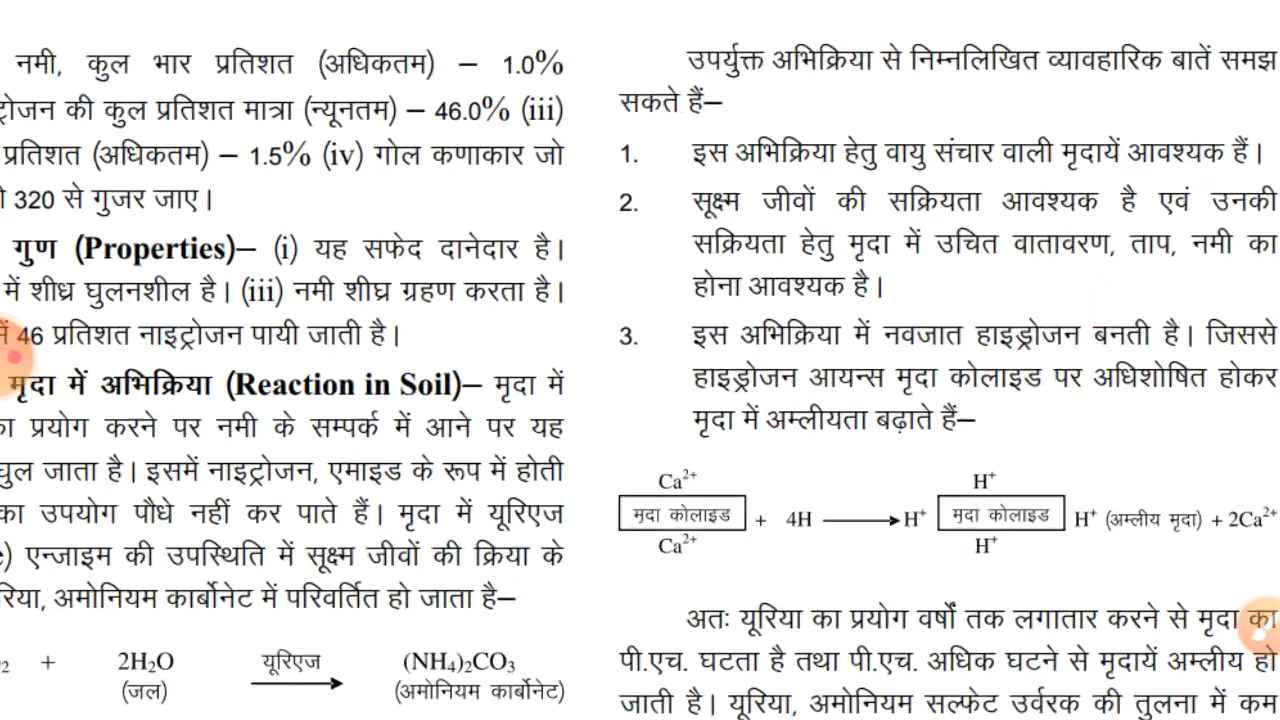 नमी, कुल भार प्रतिशत (अधिकतम) – 1.0%
की कुल प्रतिशत मात्रा (न्यूनतम) – 46.0% (iii)
प्रतिशत (अधिकतम) – 1.5% (iv) गोल कणाकार जो
320 से गुजर जाए।
गुण (Properties)– (i) यह सफेद दानेदार है।
में शीध्र घुलनशील है। (iii) नमी शीघ्र ग्रहण करता है।
में 46 प्रतिशत नाइट्रोजन पायी जाती है।
मृदा में अभिक्रिया (Reaction in Soil)– मृदा में
प्रयोग करने पर नमी के सम्पर्क में आने पर यह
घुल जाता है। इसमें नाइट्रोजन, एमाइड के रूप में होती
उपयोग पौधे नहीं कर पाते हैं। मृदा में यूरिएज
एन्जाइम की उपस्थिति में सूक्ष्म जीवों की क्रिया के
अमोनियम कार्बोनेट में परिवर्तित हो जाता है–
+ 2H₂O यूरिएज (NH₄)₂CO₃
(जल) (अमोनियम कार्बोनेट)
उपर्युक्त अभिक्रिया से निम्नलिखित व्यावहारिक बातें समझ
सकते हैं–
1. इस अभिक्रिया हेतु वायु संचार वाली मृदायें आवश्यक हैं।
2. सूक्ष्म जीवों की सक्रियता आवश्यक है एवं उनकी
सक्रियता हेतु मृदा में उचित वातावरण, ताप, नमी का
होना आवश्यक है।
3. इस अभिक्रिया में नवजात हाइड्रोजन बनती है। जिससे
हाइड्रोजन आयन्स मृदा कोलाइड पर अधिशोषित होकर
मृदा में अम्लीयता बढ़ाते हैं–
Ca²⁺ H⁺
मृदा कोलाइड + 4H H⁺ मृदा कोलाइड H⁺ (अम्लीय मृदा) + 2Ca²⁺
Ca²⁺ H⁺
अतः यूरिया का प्रयोग वर्षों तक लगातार करने से मृदा का
पी.एच. घटता है तथा पी.एच. अधिक घटने से मृदायें अम्लीय हो
जाती है। यूरिया, अमोनियम सल्फेट उर्वरक की तुलना में कम